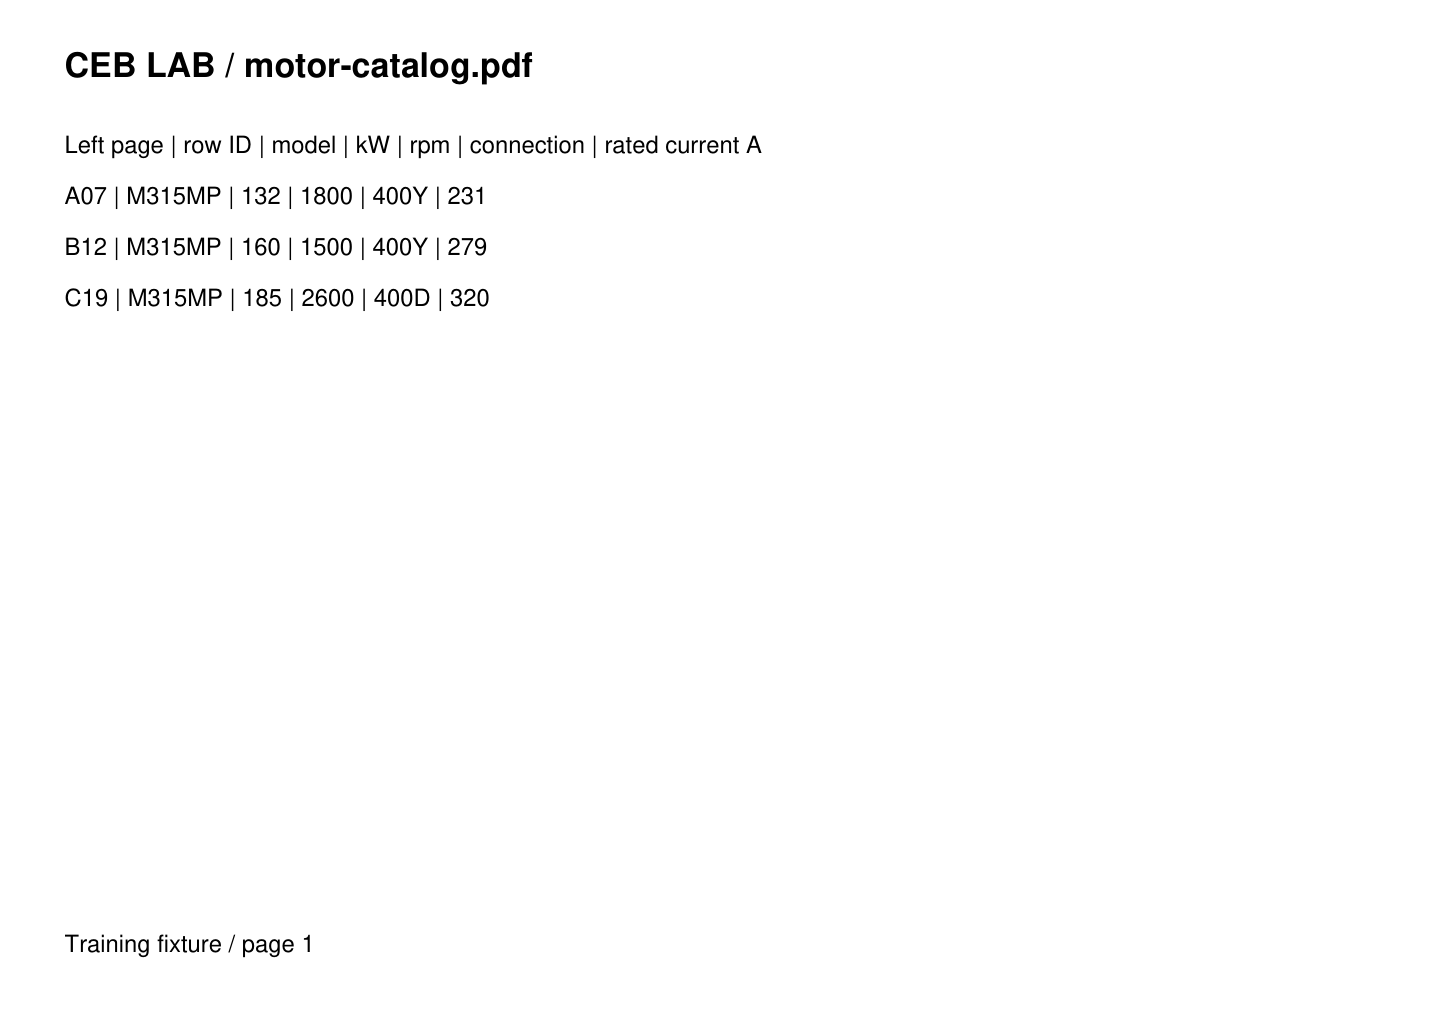 CEB LAB / motor-catalog.pdf
Left page | row ID | model | kW | rpm | connection | rated current A
A07 | M315MP | 132 | 1800 | 400Y | 231
B12 | M315MP | 160 | 1500 | 400Y | 279
C19 | M315MP | 185 | 2600 | 400D | 320
Training fixture / page 1